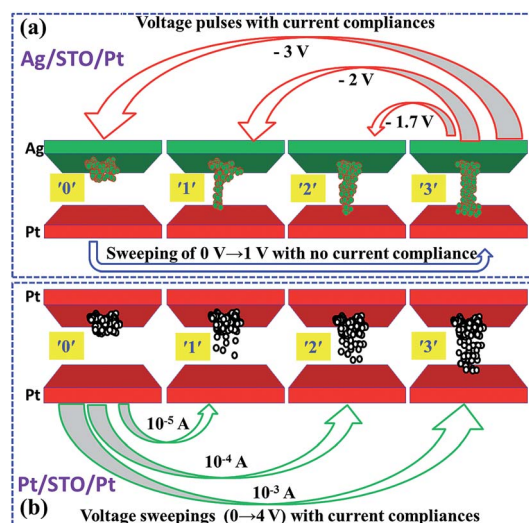 (a) Voltage pulses with current compliances
Ag/STO/Pt
- 3 V
- 2 V
- 1.7 V
Ag
'0' '1' '2' '3'
Pt
Sweeping of 0 V→1 V with no current compliance
Pt
'0' '1' '2' '3'
Pt
10⁻⁵ A
10⁻⁴ A
10⁻³ A
Pt/STO/Pt
(b) Voltage sweepings (0→4 V) with current compliances